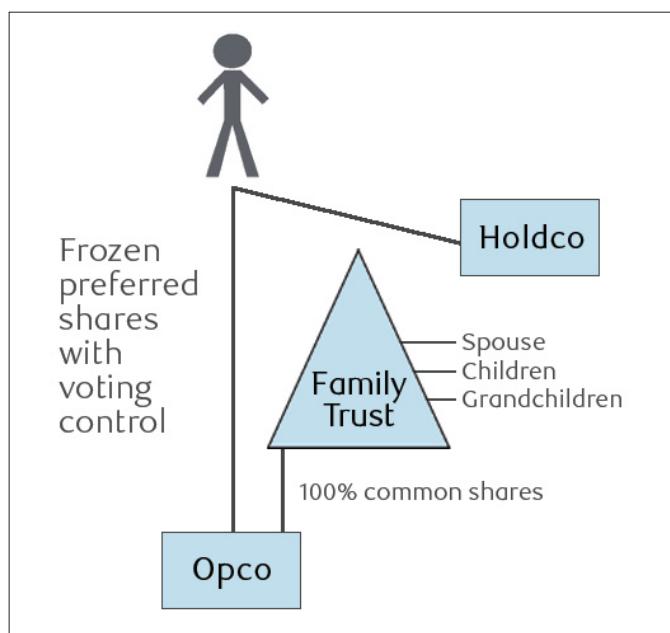 Holdco
Frozen
preferred
shares
with
voting
control
Spouse
Children
Grandchildren
Family
Trust
100% common shares
Opco